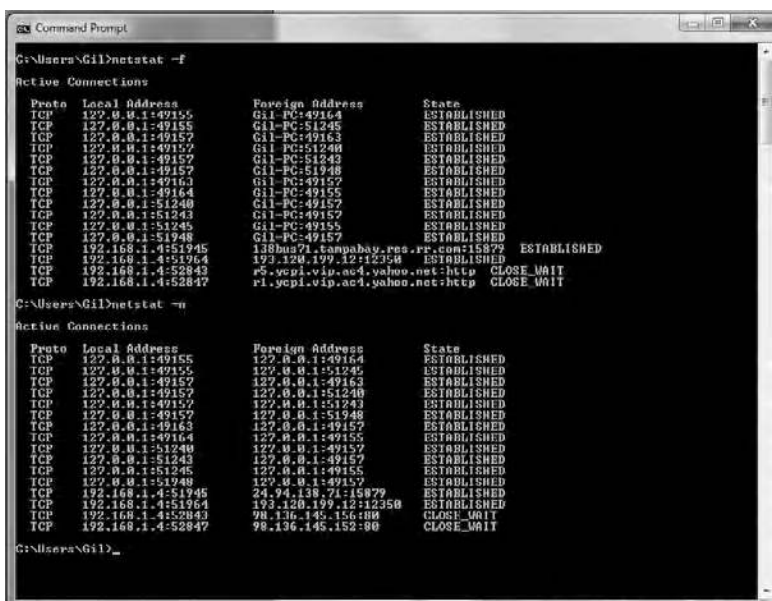 Command Prompt
C:\Users\Gil>netstat -f
Active Connections
Proto Local Address Foreign Address State
TCP 127.0.0.1:49155 Gil-PC:49164 ESTABLISHED
TCP 127.0.0.1:49155 Gil-PC:51245 ESTABLISHED
TCP 127.0.0.1:49157 Gil-PC:49163 ESTABLISHED
TCP 127.0.0.1:49157 Gil-PC:51240 ESTABLISHED
TCP 127.0.0.1:49157 Gil-PC:51243 ESTABLISHED
TCP 127.0.0.1:49157 Gil-PC:51948 ESTABLISHED
TCP 127.0.0.1:49163 Gil-PC:49157 ESTABLISHED
TCP 127.0.0.1:49164 Gil-PC:49155 ESTABLISHED
TCP 127.0.0.1:51240 Gil-PC:49157 ESTABLISHED
TCP 127.0.0.1:51243 Gil-PC:49157 ESTABLISHED
TCP 127.0.0.1:51245 Gil-PC:49155 ESTABLISHED
TCP 127.0.0.1:51948 Gil-PC:49157 ESTABLISHED
TCP 192.168.1.4:51945 138bus71.tampabay.res.rr.com:15879 ESTABLISHED
TCP 192.168.1.4:51964 193.120.199.12:12350 ESTABLISHED
TCP 192.168.1.4:52843 r5.ycpi.vip.ac4.yahoo.net:http CLOSE_WAIT
TCP 192.168.1.4:52847 r1.ycpi.vip.ac4.yahoo.net:http CLOSE_WAIT
C:\Users\Gil>netstat -n
Active Connections
Proto Local Address Foreign Address State
TCP 127.0.0.1:49155 127.0.0.1:49164 ESTABLISHED
TCP 127.0.0.1:49155 127.0.0.1:51245 ESTABLISHED
TCP 127.0.0.1:49157 127.0.0.1:49163 ESTABLISHED
TCP 127.0.0.1:49157 127.0.0.1:51240 ESTABLISHED
TCP 127.0.0.1:49157 127.0.0.1:51243 ESTABLISHED
TCP 127.0.0.1:49157 127.0.0.1:51948 ESTABLISHED
TCP 127.0.0.1:49163 127.0.0.1:49157 ESTABLISHED
TCP 127.0.0.1:49164 127.0.0.1:49155 ESTABLISHED
TCP 127.0.0.1:51240 127.0.0.1:49157 ESTABLISHED
TCP 127.0.0.1:51243 127.0.0.1:49157 ESTABLISHED
TCP 127.0.0.1:51245 127.0.0.1:49155 ESTABLISHED
TCP 127.0.0.1:51948 127.0.0.1:49157 ESTABLISHED
TCP 192.168.1.4:51945 24.94.138.71:15879 ESTABLISHED
TCP 192.168.1.4:51964 193.120.199.12:12350 ESTABLISHED
TCP 192.168.1.4:52843 98.136.145.156:80 CLOSE_WAIT
TCP 192.168.1.4:52847 98.136.145.152:80 CLOSE_WAIT
C:\Users\Gil>_